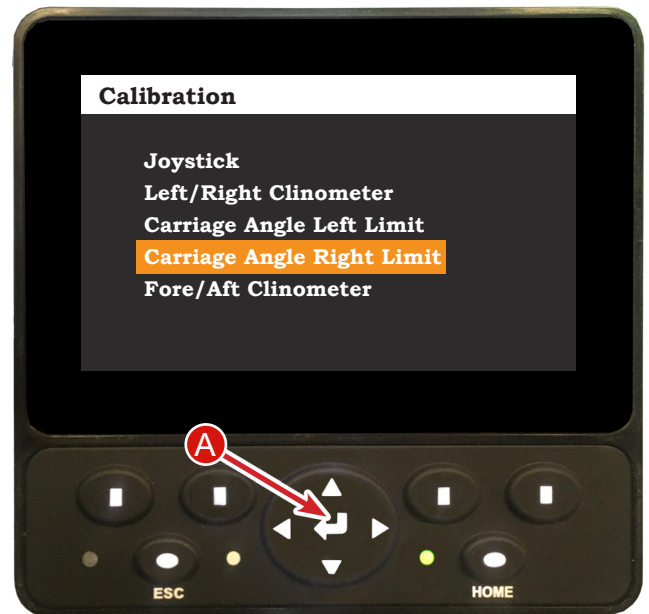 Calibration
Joystick
Left/Right Clinometer
Carriage Angle Left Limit
Carriage Angle Right Limit
Fore/Aft Clinometer
A
ESC
HOME